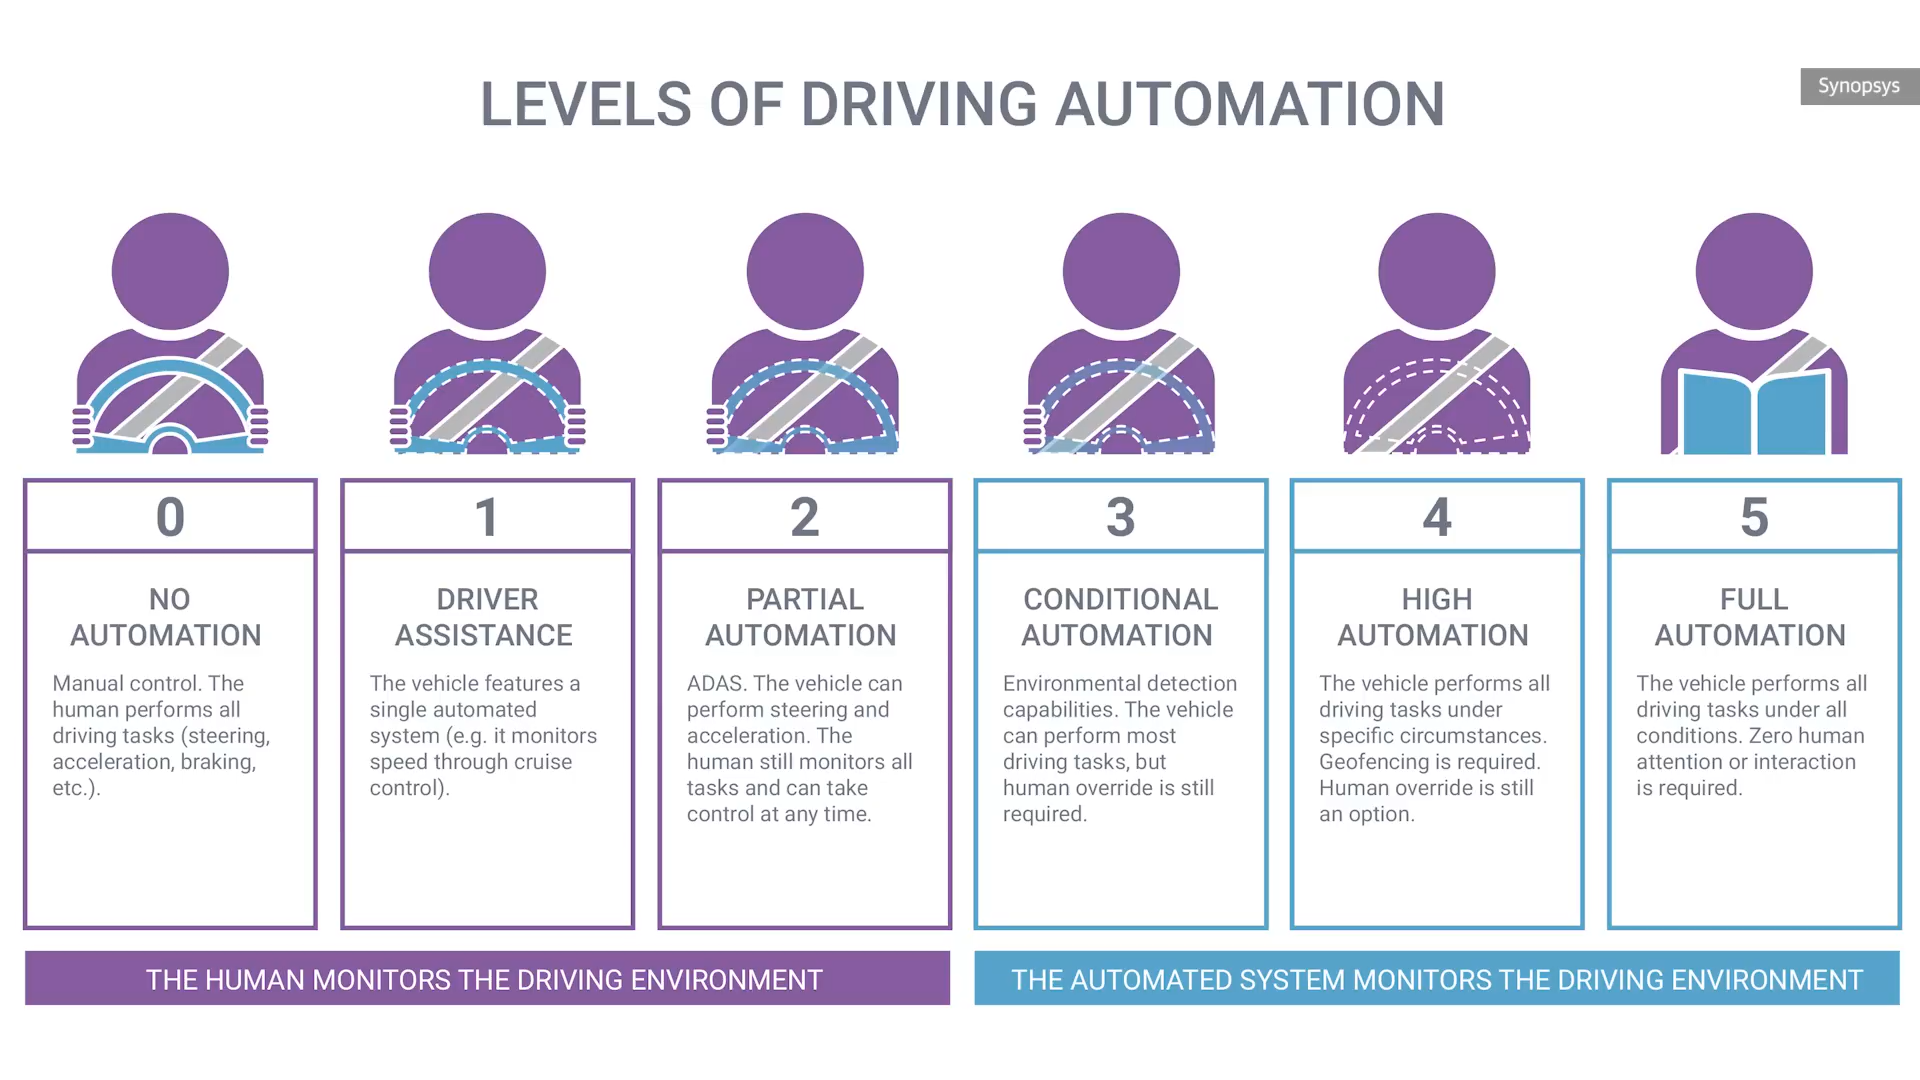 LEVELS OF DRIVING AUTOMATION
Synopsys
0
NO
AUTOMATION
Manual control. The
human performs all
driving tasks (steering,
acceleration, braking,
etc.).
1
DRIVER
ASSISTANCE
The vehicle features a
single automated
system (e.g. it monitors
speed through cruise
control).
2
PARTIAL
AUTOMATION
ADAS. The vehicle can
perform steering and
acceleration. The
human still monitors all
tasks and can take
control at any time.
3
CONDITIONAL
AUTOMATION
Environmental detection
capabilities. The vehicle
can perform most
driving tasks, but
human override is still
required.
4
HIGH
AUTOMATION
The vehicle performs all
driving tasks under
specific circumstances.
Geofencing is required.
Human override is still
an option.
5
FULL
AUTOMATION
The vehicle performs all
driving tasks under all
conditions. Zero human
attention or interaction
is required.
THE HUMAN MONITORS THE DRIVING ENVIRONMENT
THE AUTOMATED SYSTEM MONITORS THE DRIVING ENVIRONMENT